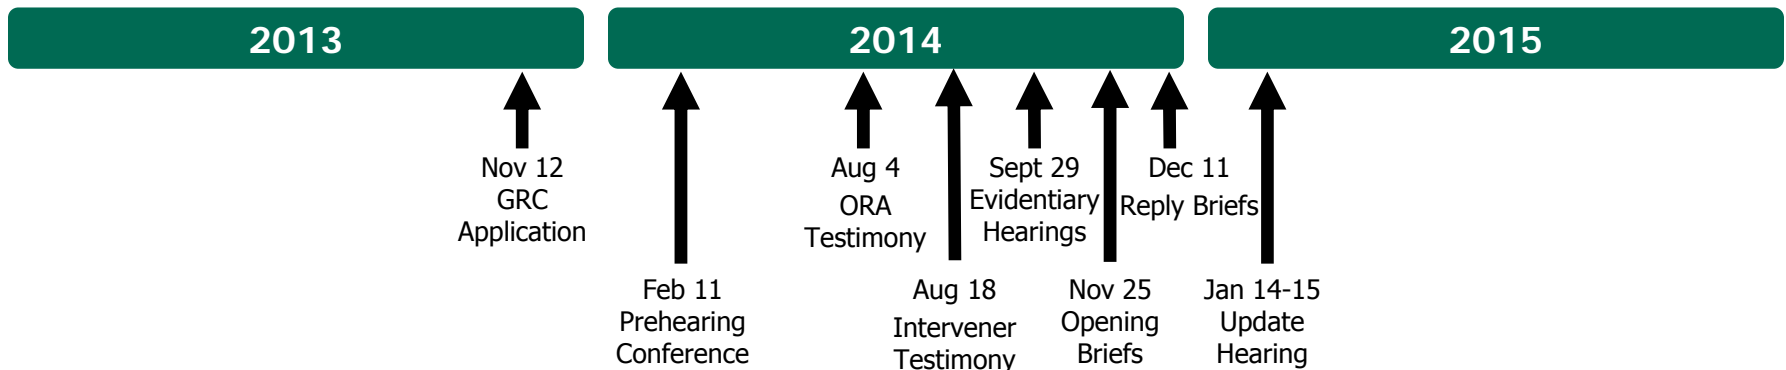 2013
2014
2015
Nov 12
GRC
Application
Feb 11
Prehearing
Conference
Aug 4
ORA
Testimony
Aug 18
Intervener
Testimony
Sept 29
Evidentiary
Hearings
Nov 25
Opening
Briefs
Dec 11
Reply Briefs
Jan 14-15
Update
Hearing